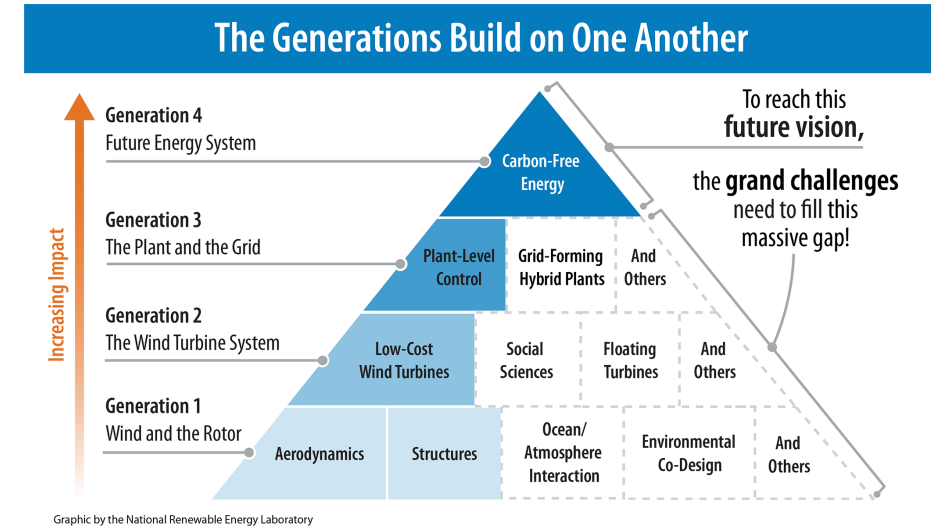 The Generations Build on One Another
Increasing Impact
Generation 4
Future Energy System
Generation 3
The Plant and the Grid
Generation 2
The Wind Turbine System
Generation 1
Wind and the Rotor
Carbon-Free
Energy
Plant-Level
Control
Grid-Forming
Hybrid Plants
And
Others
Low-Cost
Wind Turbines
Social
Sciences
Floating
Turbines
And
Others
Aerodynamics
Structures
Ocean/
Atmosphere
Interaction
Environmental
Co-Design
And
Others
To reach this
future vision,
the grand challenges
need to fill this
massive gap!
Graphic by the National Renewable Energy Laboratory